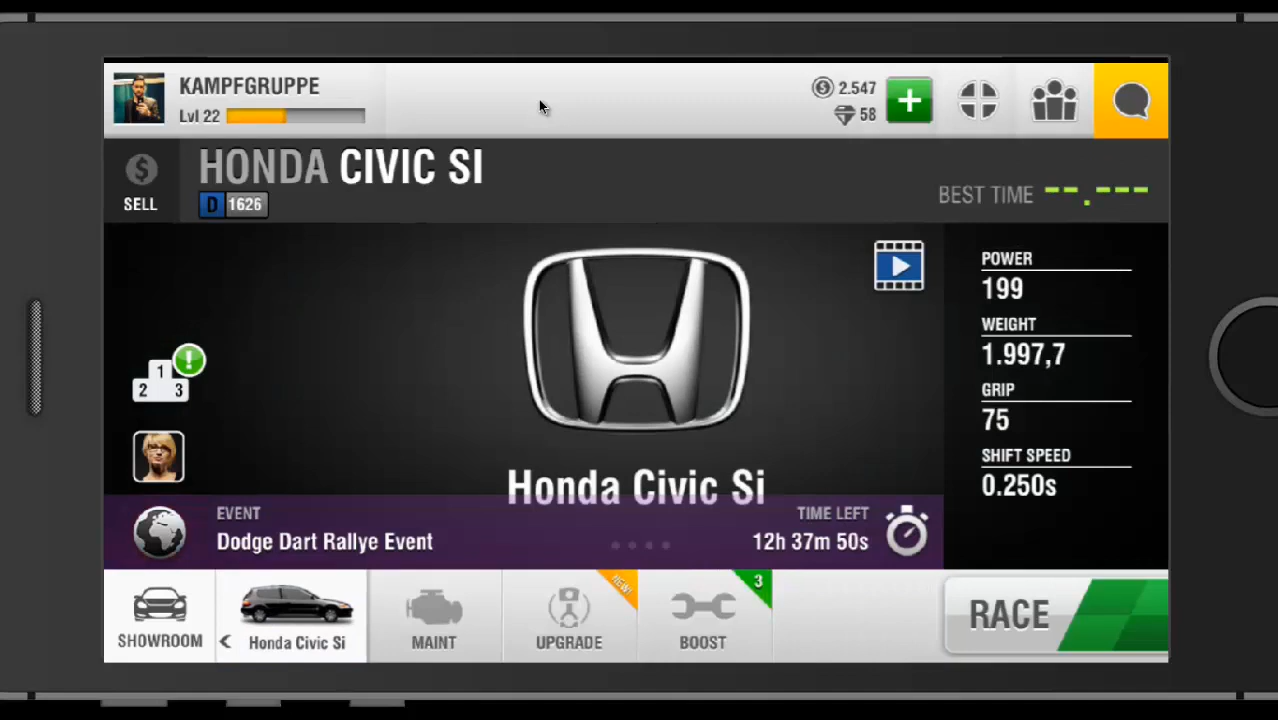 KAMPFGRUPPE
Lvl 22
2.547
58
SELL
HONDA CIVIC SI
D 1626
BEST TIME --.---
POWER
199
WEIGHT
1.997,7
GRIP
75
SHIFT SPEED
0.250s
1
2 3
Honda Civic Si
EVENT
Dodge Dart Rallye Event
TIME LEFT
12h 37m 50s
SHOWROOM
Honda Civic Si
MAINT
NEW!
UPGRADE
3
BOOST
RACE